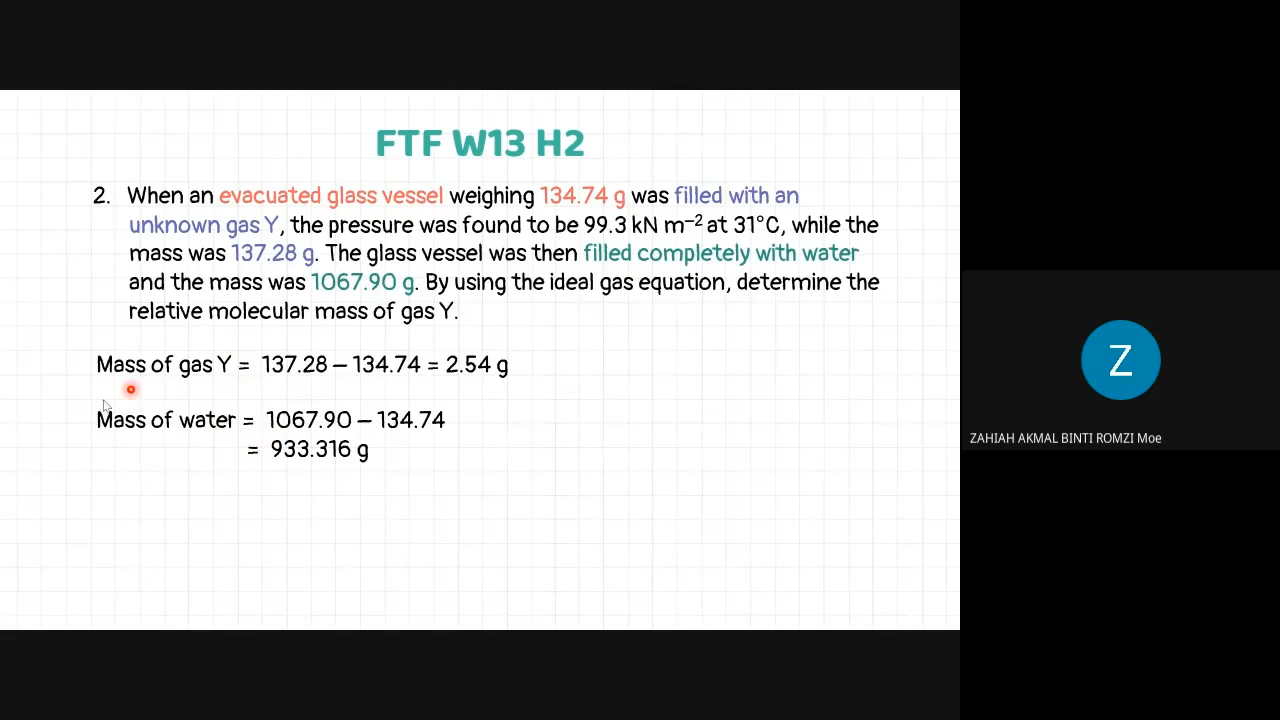 FTF W13 H2
2. When an evacuated glass vessel weighing 134.74 g was filled with an
unknown gas Y, the pressure was found to be 99.3 kN m⁻² at 31°C, while the
mass was 137.28 g. The glass vessel was then filled completely with water
and the mass was 1067.90 g. By using the ideal gas equation, determine the
relative molecular mass of gas Y.
Mass of gas Y = 137.28 – 134.74 = 2.54 g
Mass of water = 1067.90 – 134.74
= 933.316 g
Z
ZAHIAH AKMAL BINTI ROMZI Moe